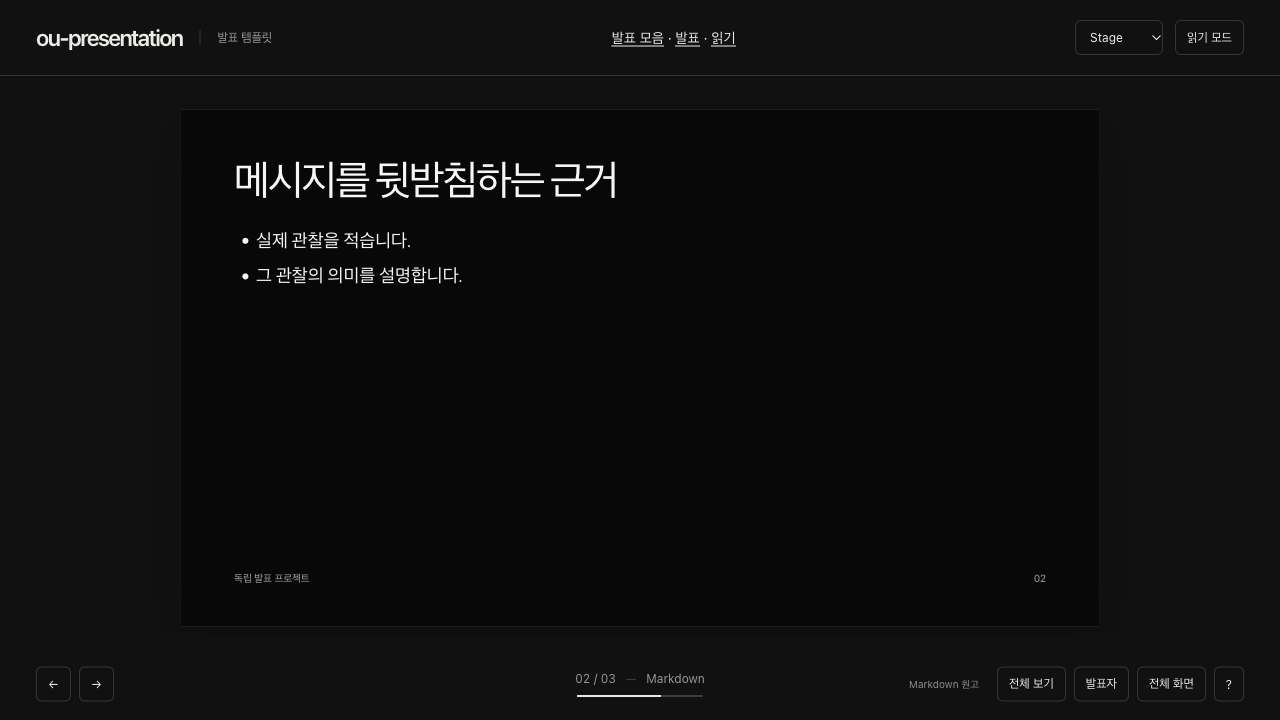 ou-presentation | 발표 템플릿
발표 모음 · 발표 · 읽기
Stage
읽기 모드
메시지를 뒷받침하는 근거
• 실제 관찰을 적습니다.
• 그 관찰의 의미를 설명합니다.
독립 발표 프로젝트
02
← →
02 / 03 — Markdown
Markdown 원고
전체 보기
발표자
전체 화면
?